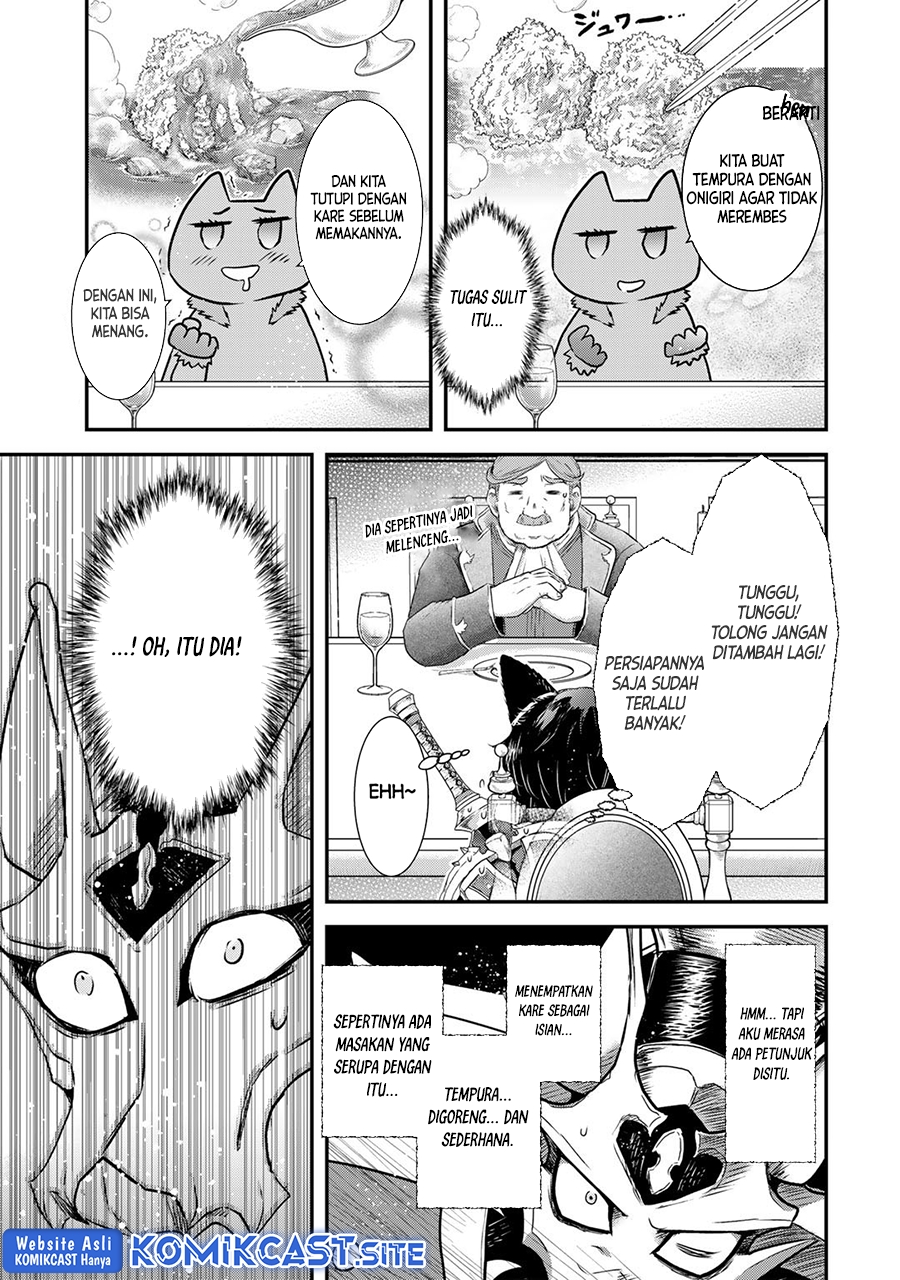 ジュワー…
ben
BERARTI
KITA BUAT
TEMPURA DENGAN
ONIGIRI AGAR TIDAK
MEREMBES
TUGAS SULIT
ITU...
DAN KITA
TUTUPI DENGAN
KARE SEBELUM
MEMAKANNYA.
DENGAN INI,
KITA BISA
MENANG.
TUNGGU,
TUNGGU!
TOLONG JANGAN
DITAMBAH LAGI!
PERSIAPANNYA
SAJA SUDAH
TERLALU
BANYAK!
DIA SEPERTINYA JADI
MELENCENG...
EHH~
HMM... TAPI
AKU MERASA
ADA PETUNJUK
DISITU.
MENEMPATKAN
KARE SEBAGAI
ISIAN...
TEMPURA...
DIGORENG... DAN
SEDERHANA.
SEPERTINYA ADA
MASAKAN YANG
SERUPA DENGAN
ITU...
...! OH, ITU DIA!
Website Asli
KOMIKCAST Hanya
KOMIKCAST.SITE